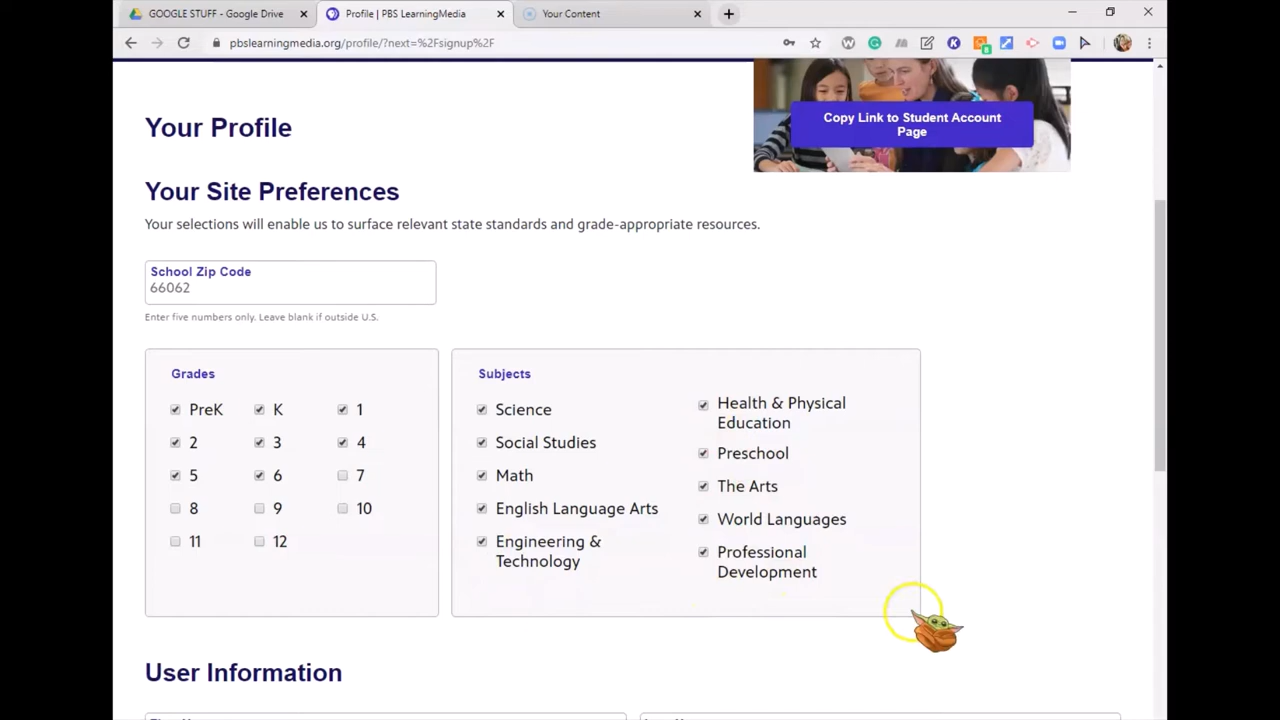 GOOGLE STUFF - Google Drive
Profile | PBS LearningMedia
Your Content
pbslearningmedia.org/profile/?next=%2Fsignup%2F
8
Copy Link to Student Account
Page
Your Profile
Your Site Preferences
Your selections will enable us to surface relevant state standards and grade-appropriate resources.
School Zip Code
66062
Enter five numbers only. Leave blank if outside U.S.
Grades
PreK K 1
2 3 4
5 6 7
8 9 10
11 12
Subjects
Science
Social Studies
Math
English Language Arts
Engineering &
Technology
Health & Physical
Education
Preschool
The Arts
World Languages
Professional
Development
User Information